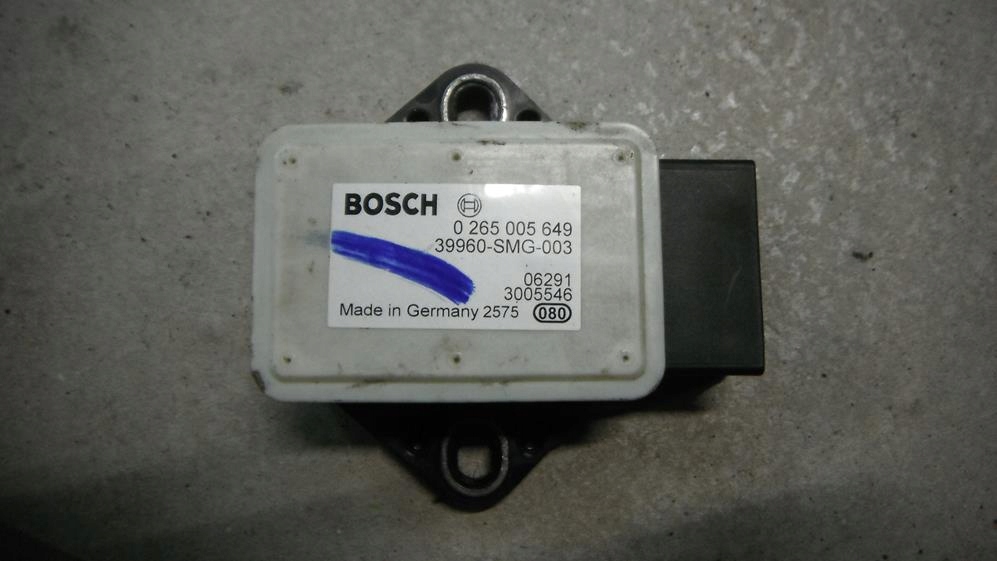 BOSCH
0 265 005 649
39960-SMG-003
06291
3005546
Made in Germany 2575 080